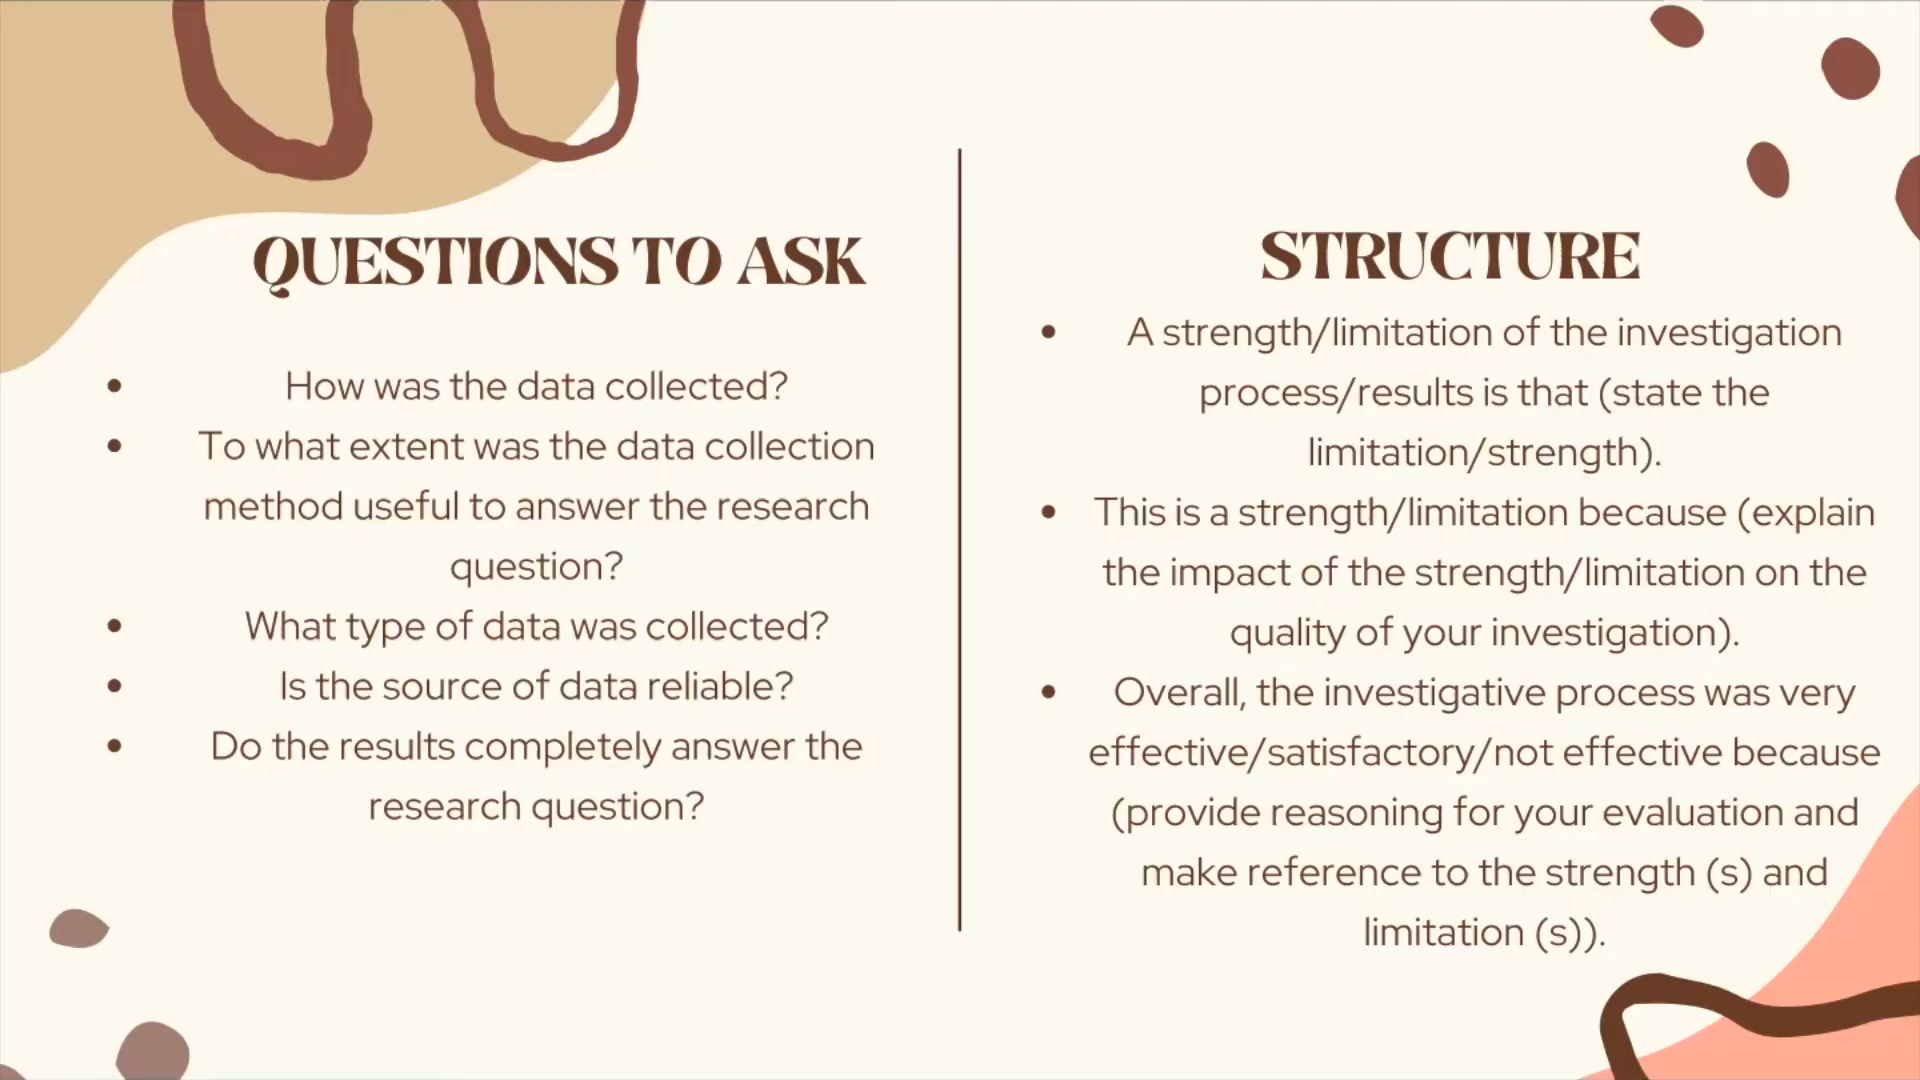 QUESTIONS TO ASK
• How was the data collected?
• To what extent was the data collection
method useful to answer the research
question?
• What type of data was collected?
• Is the source of data reliable?
• Do the results completely answer the
research question?
STRUCTURE
• A strength/limitation of the investigation
process/results is that (state the
limitation/strength).
• This is a strength/limitation because (explain
the impact of the strength/limitation on the
quality of your investigation).
• Overall, the investigative process was very
effective/satisfactory/not effective because
(provide reasoning for your evaluation and
make reference to the strength (s) and
limitation (s)).